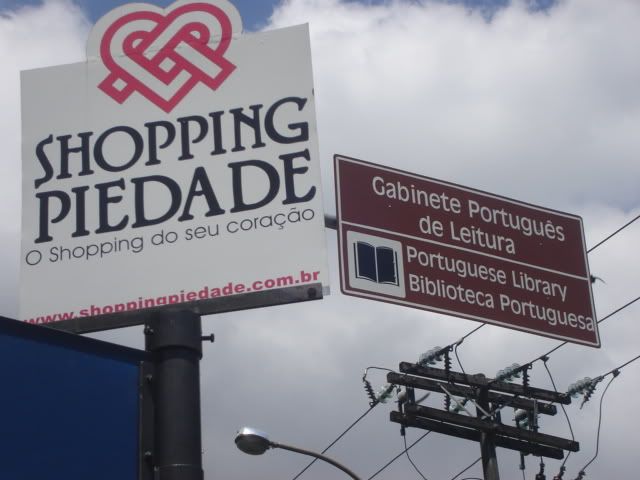 SHOPPING
PIEDADE
O Shopping do seu coração
www.shoppingpiedade.com.br
Gabinete Português
de Leitura
Portuguese Library
Biblioteca Portuguesa